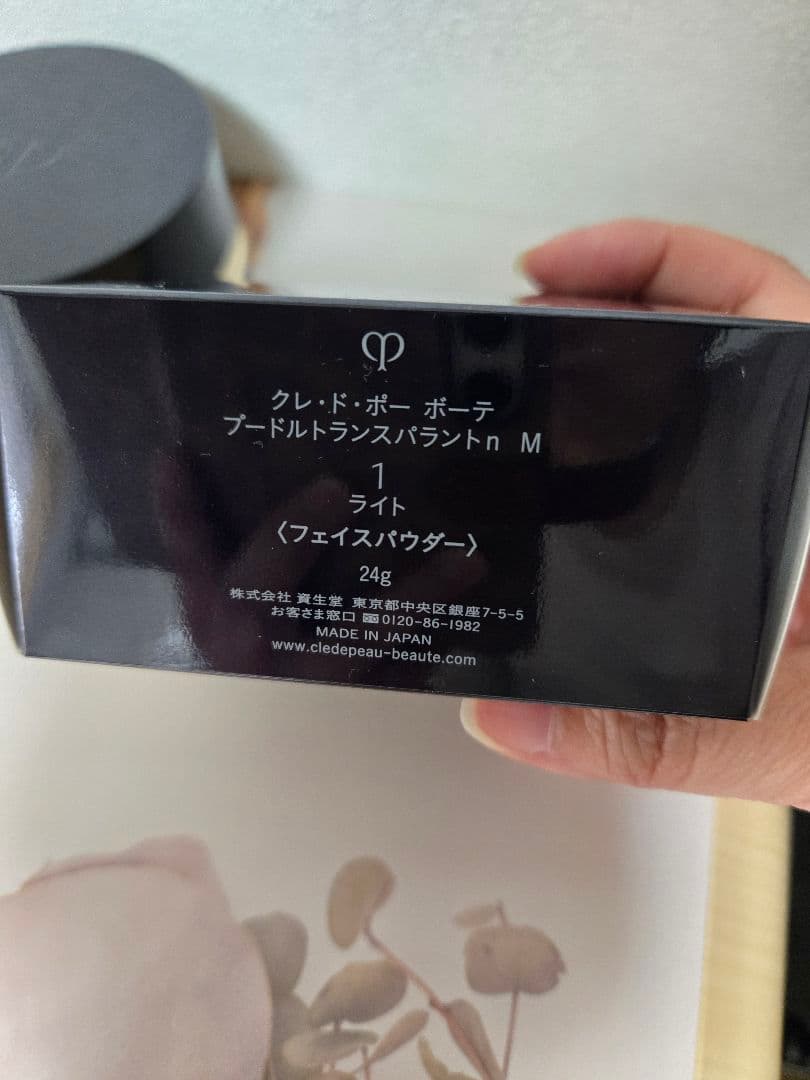 クレ・ド・ポー ボーテ
プードルトランスパラントn M
1
ライト
〈フェイスパウダー〉
24g
株式会社 資生堂 東京都中央区銀座7-5-5
お客さま窓口 0120-86-1982
MADE IN JAPAN
www.cledepeau-beaute.com